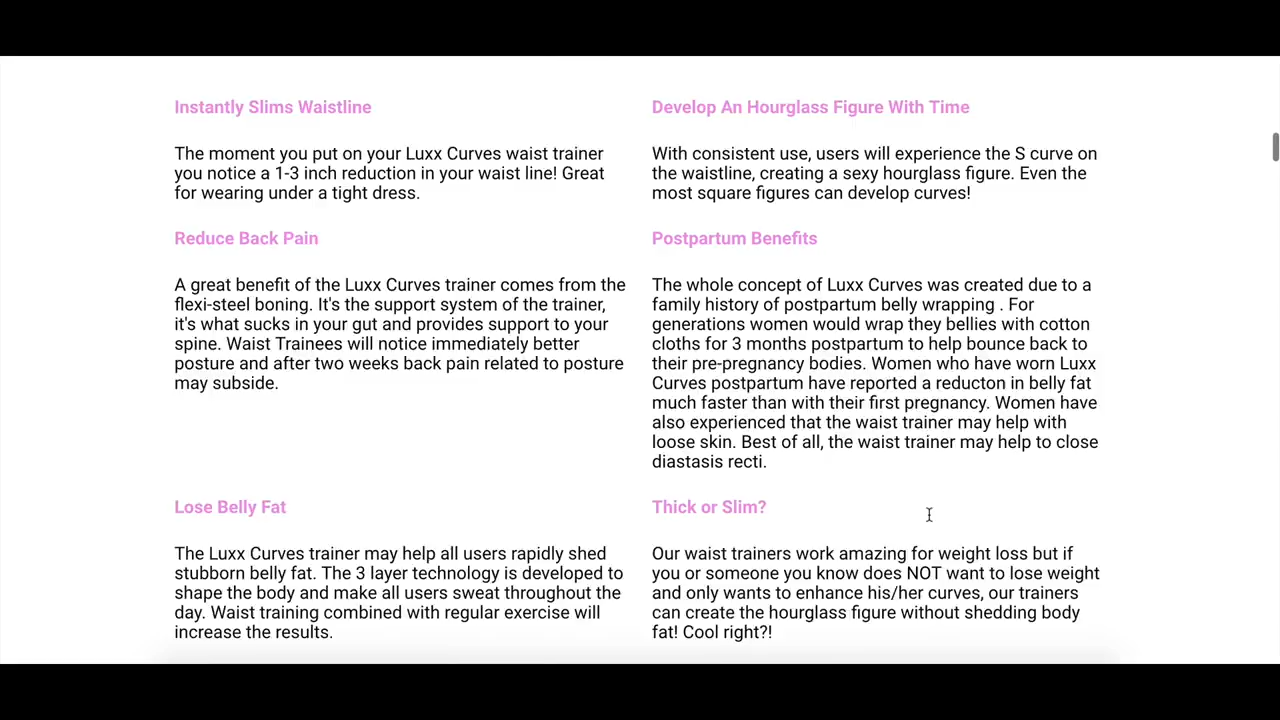 Instantly Slims Waistline
The moment you put on your Luxx Curves waist trainer
you notice a 1-3 inch reduction in your waist line! Great
for wearing under a tight dress.
Develop An Hourglass Figure With Time
With consistent use, users will experience the S curve on
the waistline, creating a sexy hourglass figure. Even the
most square figures can develop curves!
Reduce Back Pain
A great benefit of the Luxx Curves trainer comes from the
flexi-steel boning. It's the support system of the trainer,
it's what sucks in your gut and provides support to your
spine. Waist Trainees will notice immediately better
posture and after two weeks back pain related to posture
may subside.
Postpartum Benefits
The whole concept of Luxx Curves was created due to a
family history of postpartum belly wrapping . For
generations women would wrap they bellies with cotton
cloths for 3 months postpartum to help bounce back to
their pre-pregnancy bodies. Women who have worn Luxx
Curves postpartum have reported a reducton in belly fat
much faster than with their first pregnancy. Women have
also experienced that the waist trainer may help with
loose skin. Best of all, the waist trainer may help to close
diastasis recti.
Lose Belly Fat
The Luxx Curves trainer may help all users rapidly shed
stubborn belly fat. The 3 layer technology is developed to
shape the body and make all users sweat throughout the
day. Waist training combined with regular exercise will
increase the results.
Thick or Slim?
Our waist trainers work amazing for weight loss but if
you or someone you know does NOT want to lose weight
and only wants to enhance his/her curves, our trainers
can create the hourglass figure without shedding body
fat! Cool right?!